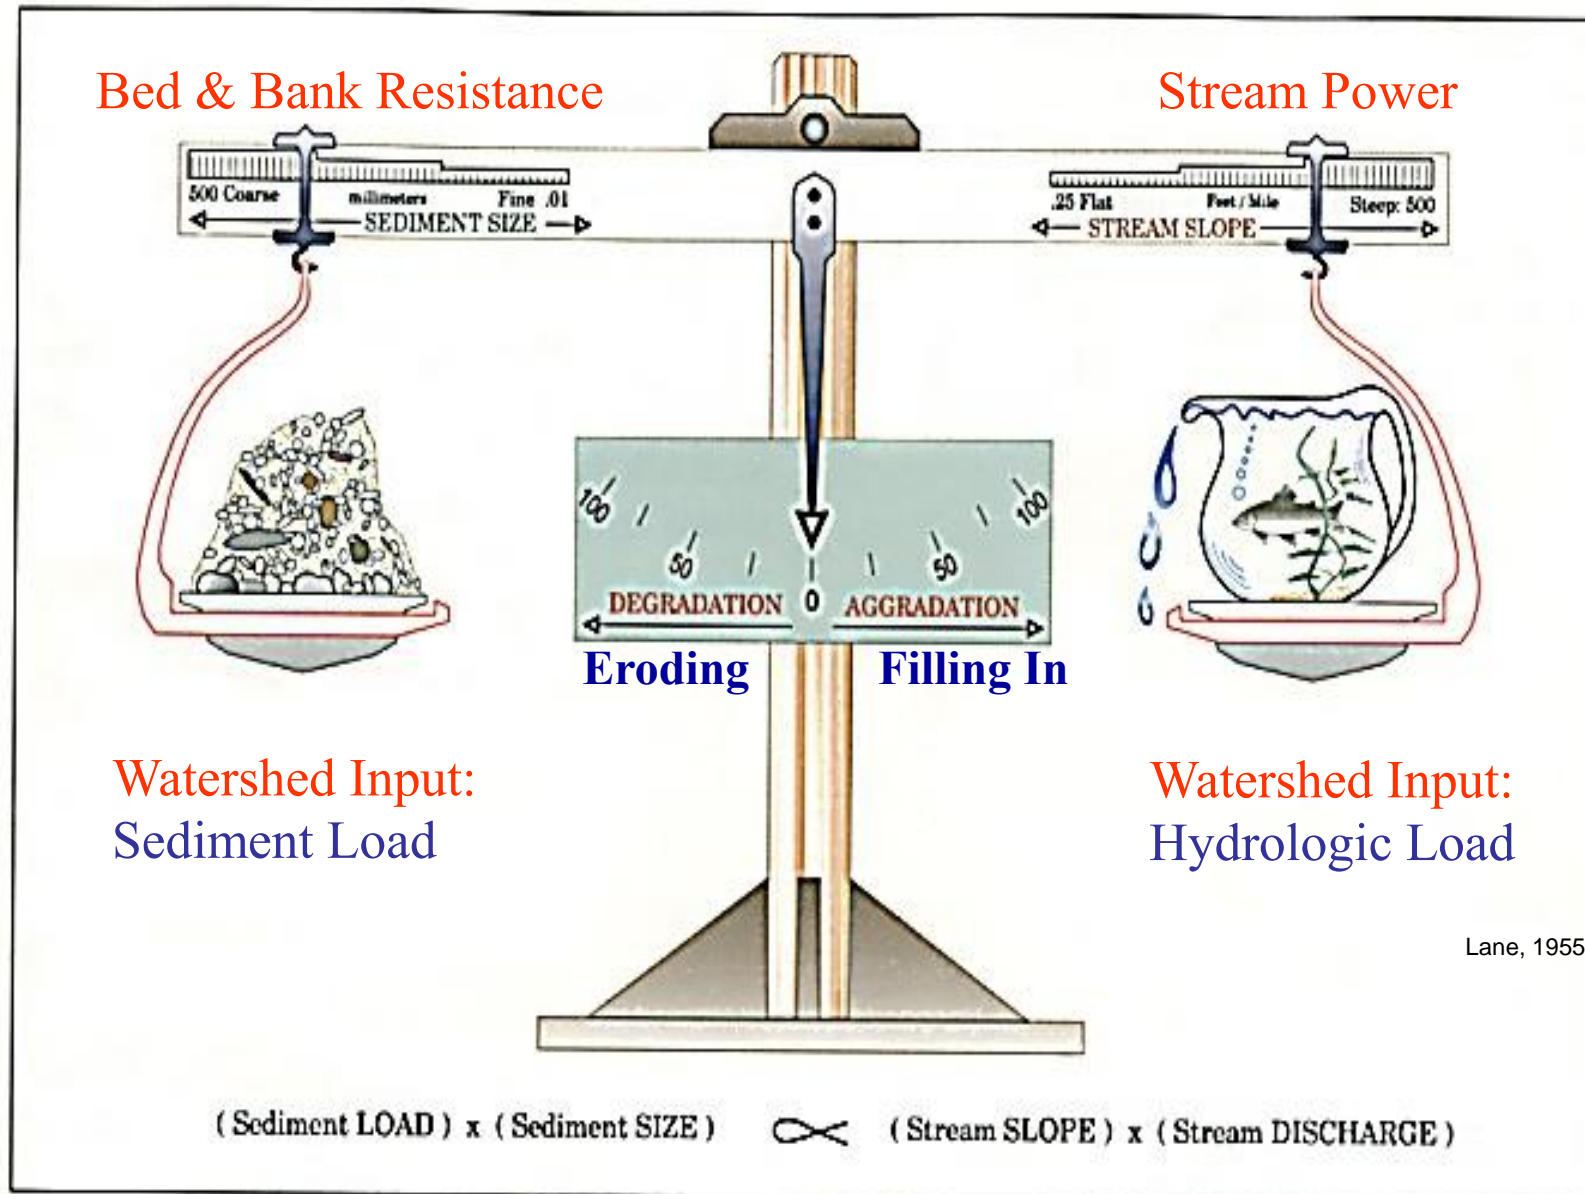 Bed & Bank Resistance
Stream Power
500 Coarse millimeters Fine .01
SEDIMENT SIZE
.25 Flat Feet / Mile Steep: 500
STREAM SLOPE
100
50
0
50
100
DEGRADATION
AGGRADATION
Eroding
Filling In
Watershed Input:
Sediment Load
Watershed Input:
Hydrologic Load
Lane, 1955
( Sediment LOAD ) x ( Sediment SIZE ) ∝ ( Stream SLOPE ) x ( Stream DISCHARGE )